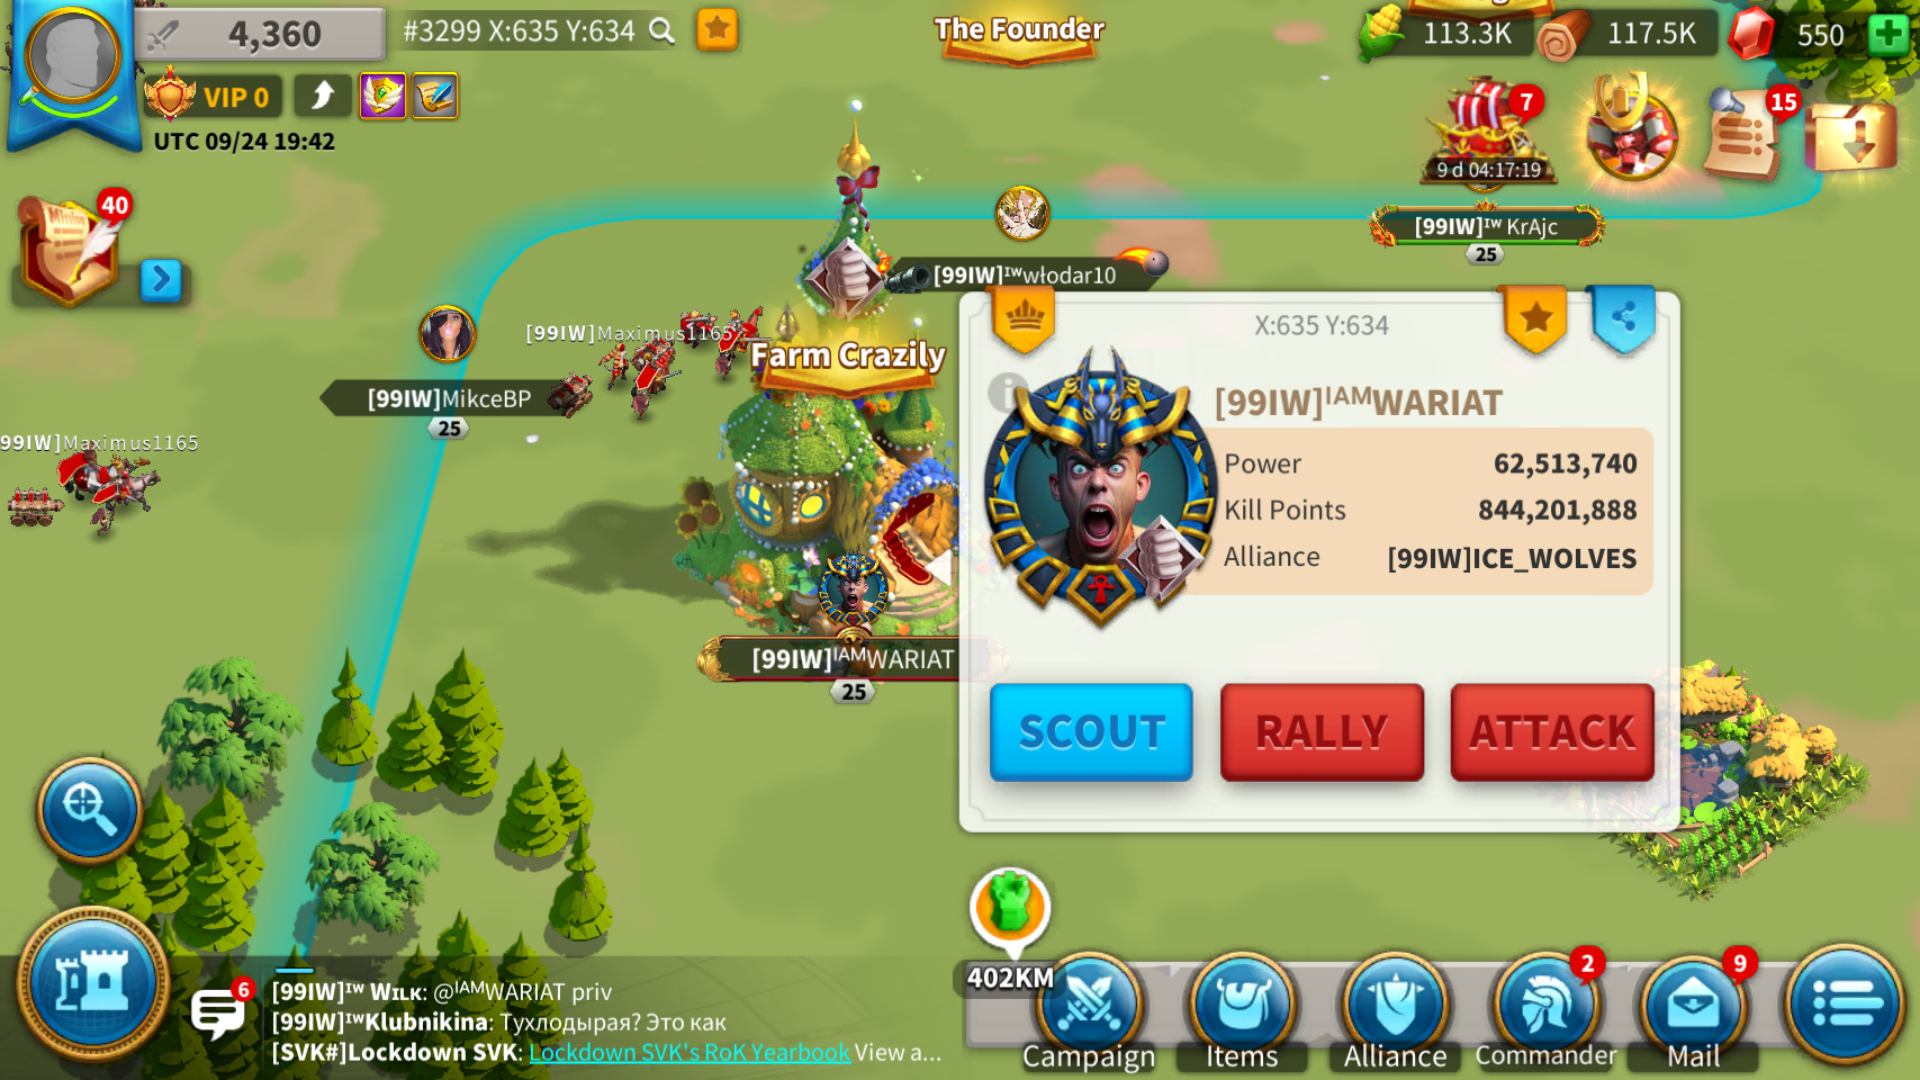 4,360
#3299 X:635 Y:634
The Founder
113.3K
117.5K
550
VIP 0
UTC 09/24 19:42
7
9 d 04:17:19
15
Mission
40
[99IW]ᴵᵂ KrAjc
25
[99IW]ᴵᵂwłodar10
[99IW]Maximus1165
Farm Crazily
[99IW]MikceBP
25
99IW]Maximus1165
X:635 Y:634
[99IW]ᴵᴬᴹWARIAT
Power 62,513,740
Kill Points 844,201,888
Alliance [99IW]ICE_WOLVES
[99IW]ᴵᴬᴹWARIAT
25
SCOUT RALLY ATTACK
402KM
6
[99IW]ᴵᵂ Wɪʟᴋ: @ᴵᴬᴹWARIAT priv
[99IW]ᴵᵂKlubnikina: Тухлодырая? Это как
[SVK#]Lockdown SVK: Lockdown SVK's RoK Yearbook View a...
2
9
Campaign Items Alliance Commander Mail